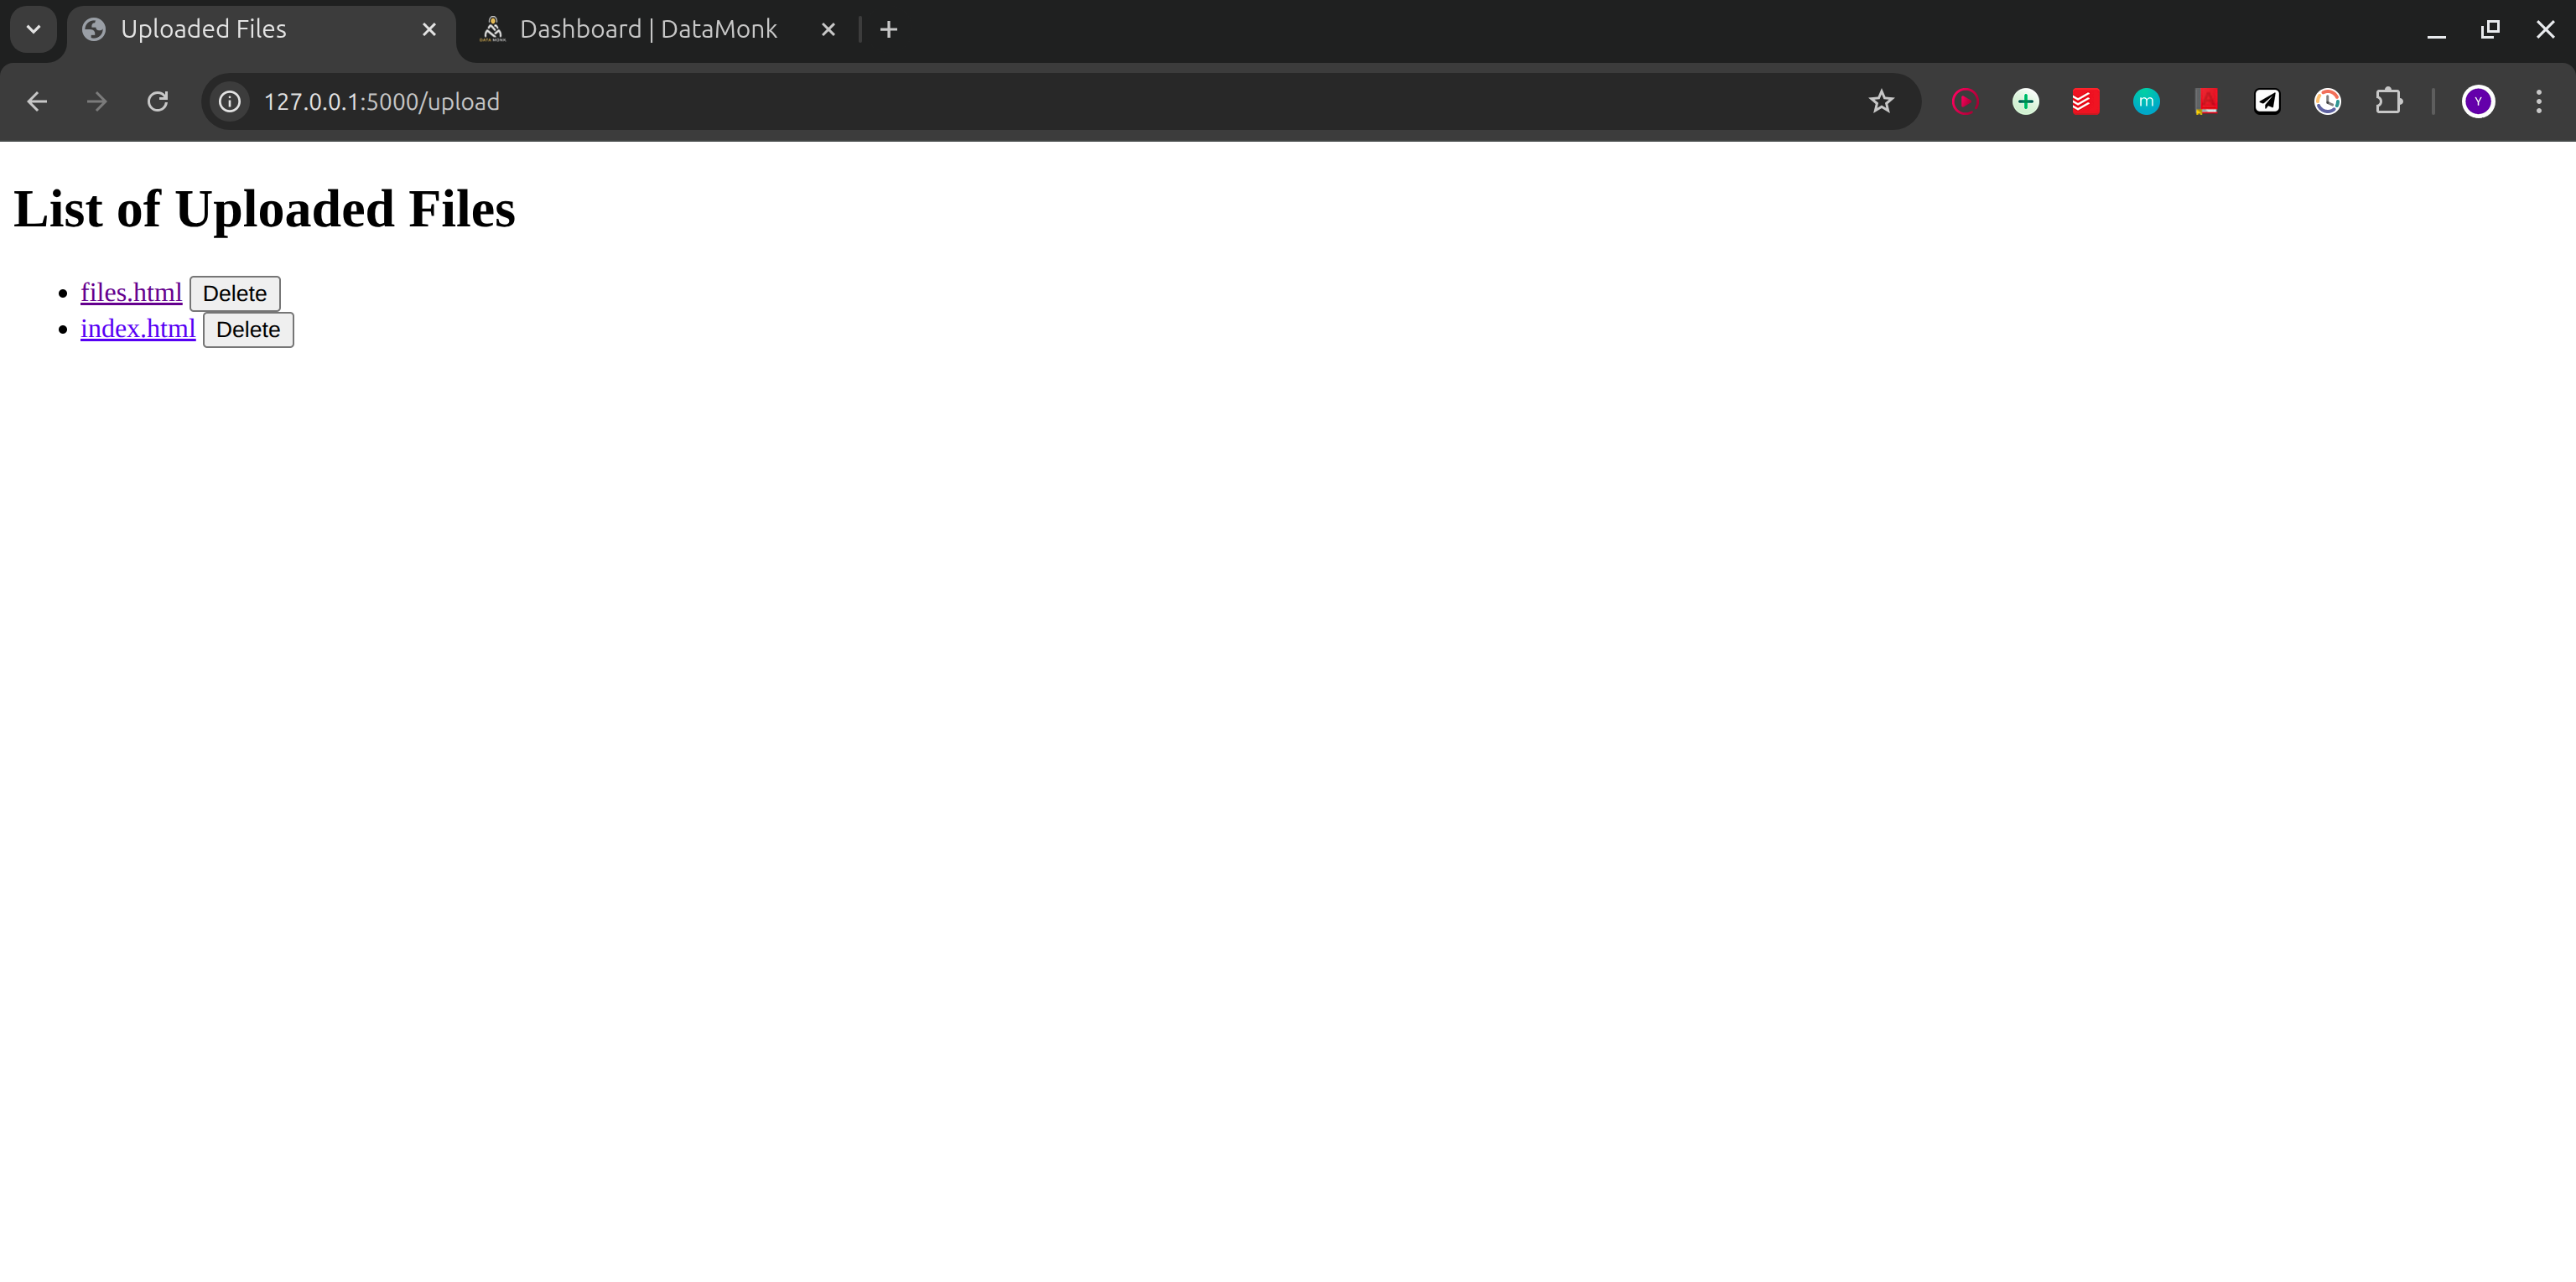 Uploaded Files
Dashboard | DataMonk
127.0.0.1:5000/upload
m
Y
List of Uploaded Files
files.html Delete
index.html Delete